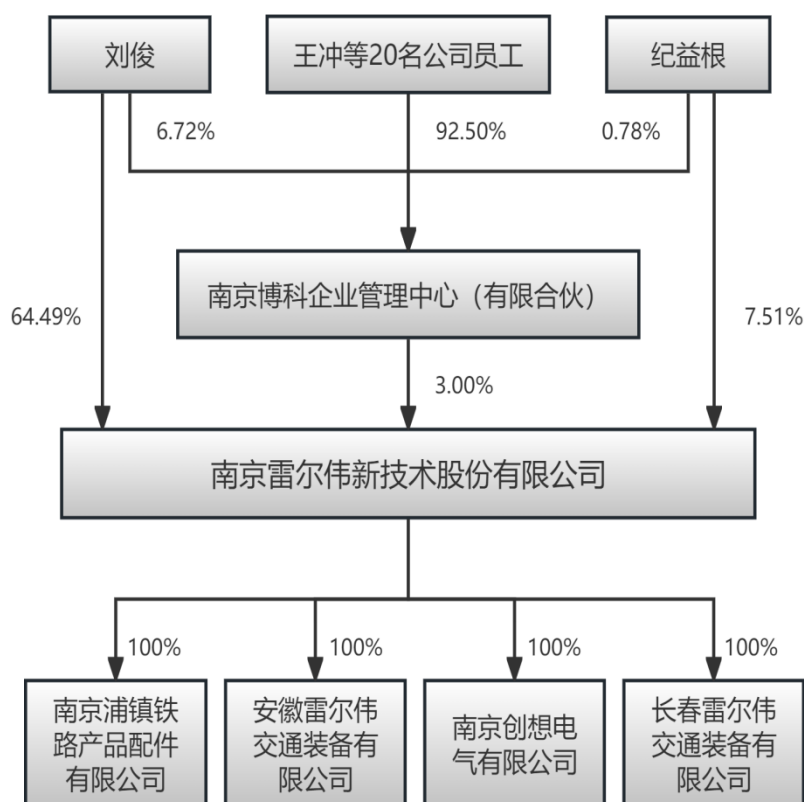 刘俊
王冲等20名公司员工
纪益根
6.72%
92.50%
0.78%
南京博科企业管理中心（有限合伙）
64.49%
7.51%
3.00%
南京雷尔伟新技术股份有限公司
100%
100%
100%
100%
南京浦镇铁
路产品配件
有限公司
安徽雷尔伟
交通装备有
限公司
南京创想电
气有限公司
长春雷尔伟
交通装备有
限公司